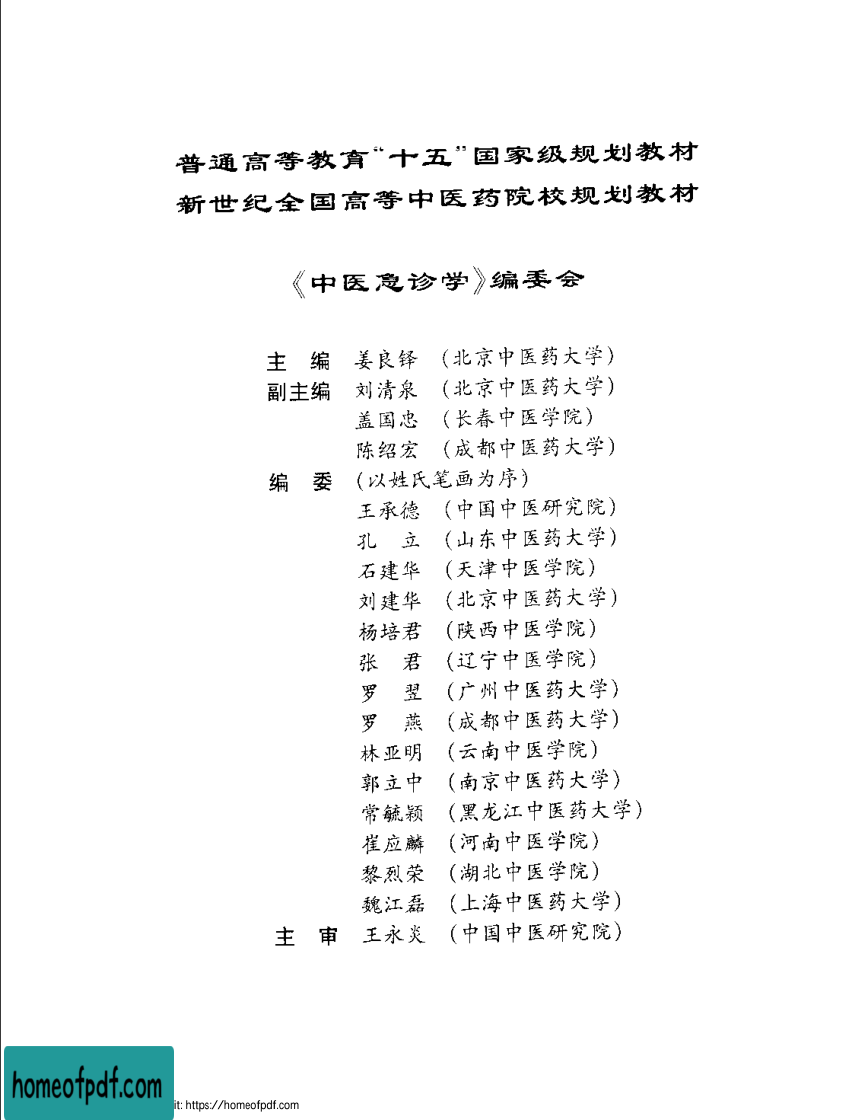 普通高等教育“十五”国家级规划教材
新世纪全国高等中医药院校规划教材
《中医急诊学》编委会
主 编 姜良铎 (北京中医药大学)
副主编 刘清泉 (北京中医药大学)
盖国忠 (长春中医学院)
陈绍宏 (成都中医药大学)
编 委 (以姓氏笔画为序)
王承德 (中国中医研究院)
孔 立 (山东中医药大学)
石建华 (天津中医学院)
刘建华 (北京中医药大学)
杨培君 (陕西中医学院)
张 君 (辽宁中医学院)
罗 翌 (广州中医药大学)
罗 燕 (成都中医药大学)
林亚明 (云南中医学院)
郭立中 (南京中医药大学)
常毓颖 (黑龙江中医药大学)
崔应麟 (河南中医学院)
黎烈荣 (湖北中医学院)
魏江磊 (上海中医药大学)
主 审 王永炎 (中国中医研究院)
homeofpdf.com
it: https://homeofpdf.com